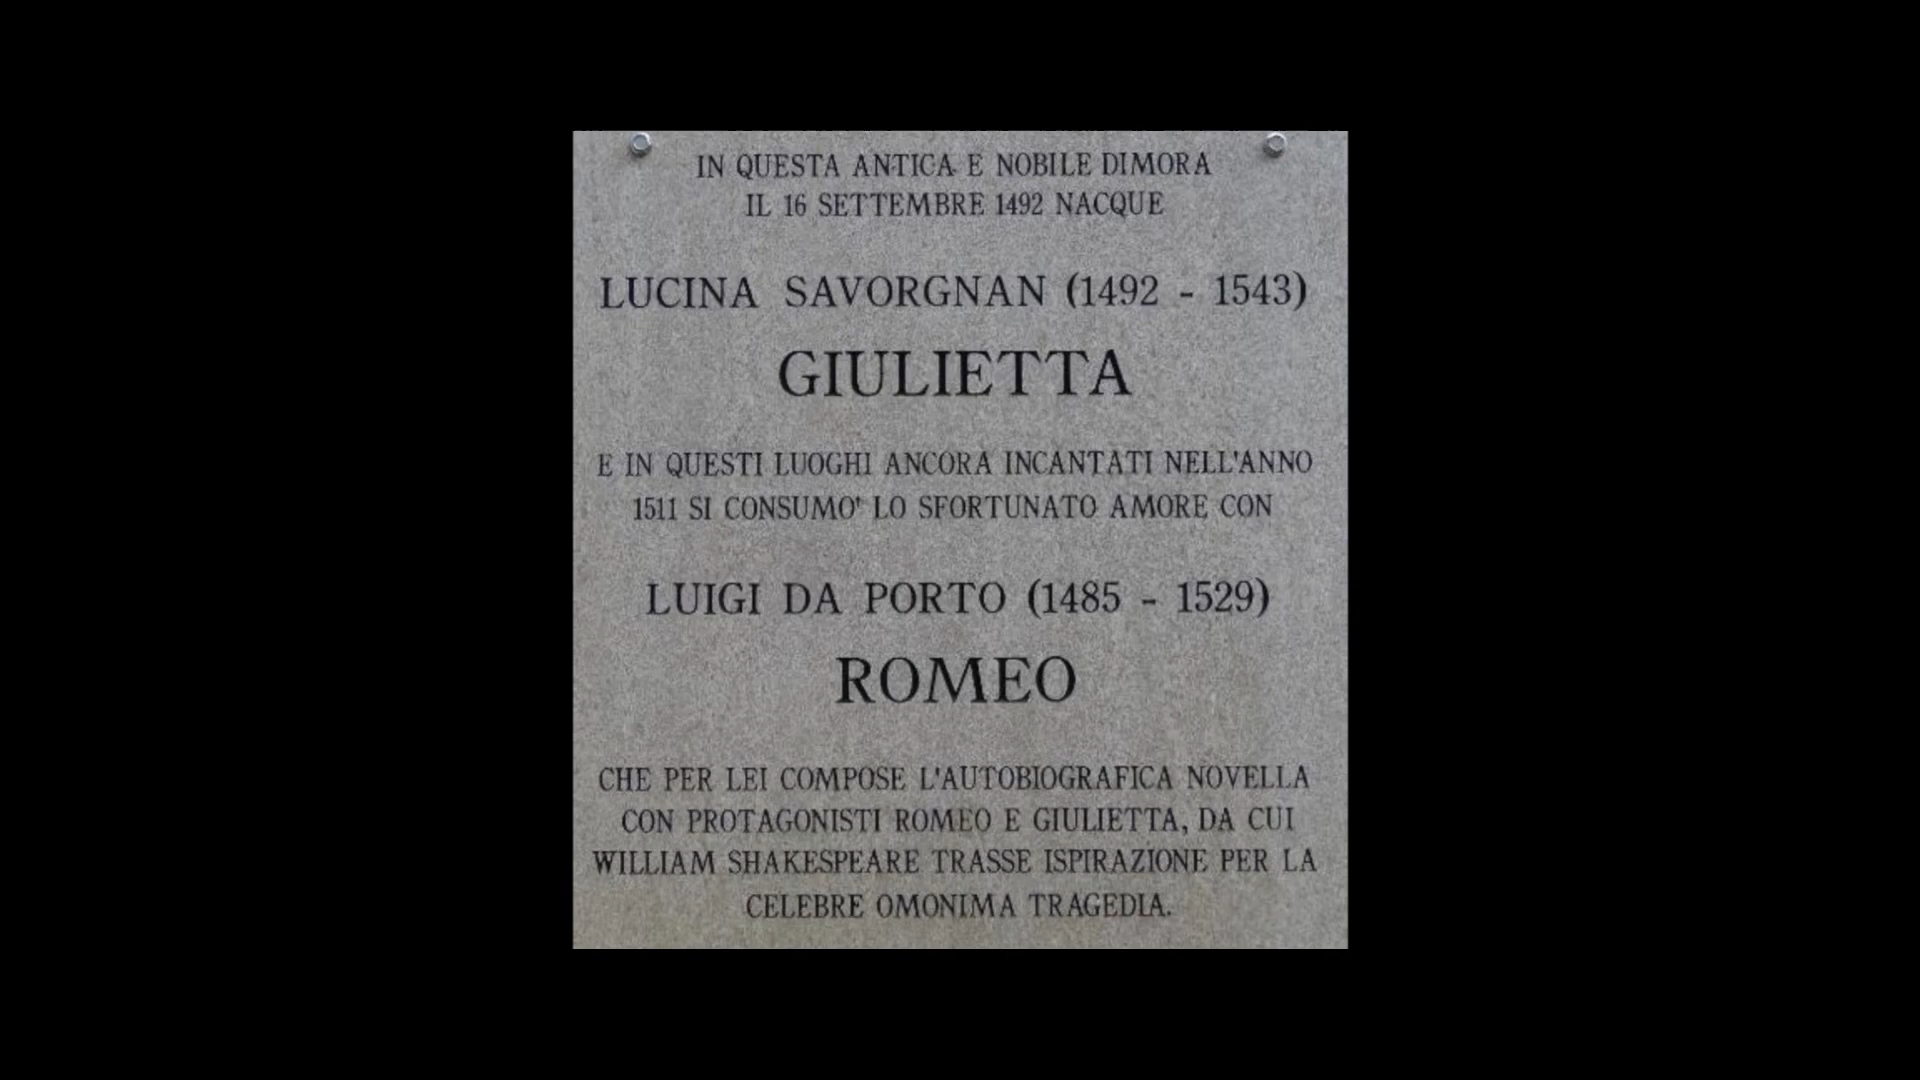 IN QUESTA ANTICA E NOBILE DIMORA
IL 16 SETTEMBRE 1492 NACQUE
LUCINA SAVORGNAN (1492 - 1543)
GIULIETTA
E IN QUESTI LUOGHI ANCORA INCANTATI NELL'ANNO
1511 SI CONSUMO' LO SFORTUNATO AMORE CON
LUIGI DA PORTO (1485 - 1529)
ROMEO
CHE PER LEI COMPOSE L'AUTOBIOGRAFICA NOVELLA
CON PROTAGONISTI ROMEO E GIULIETTA, DA CUI
WILLIAM SHAKESPEARE TRASSE ISPIRAZIONE PER LA
CELEBRE OMONIMA TRAGEDIA.